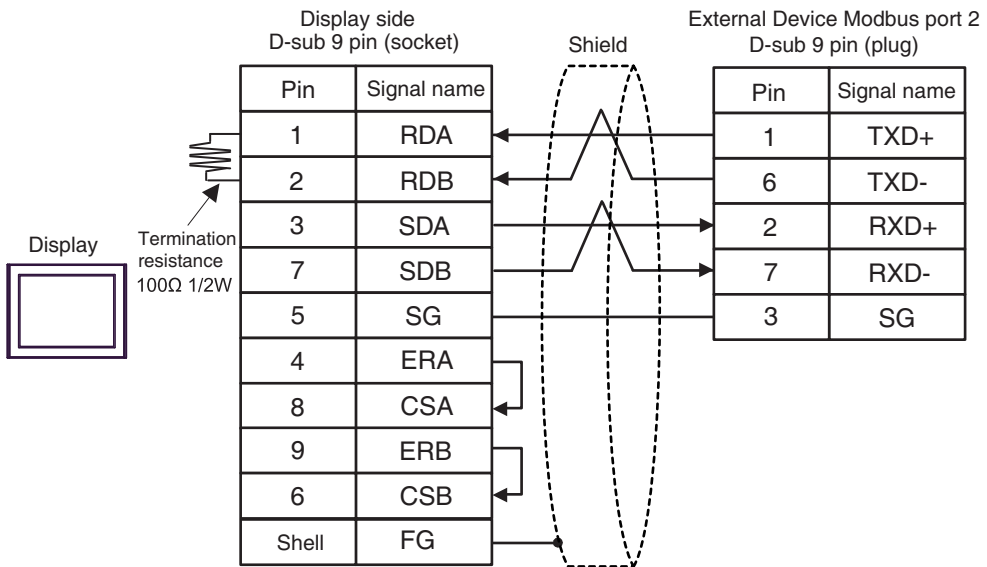 Display side
D-sub 9 pin (socket)
Shield
External Device Modbus port 2
D-sub 9 pin (plug)
Pin Signal name
1 RDA
2 RDB
3 SDA
7 SDB
5 SG
4 ERA
8 CSA
9 ERB
6 CSB
Shell FG
Pin Signal name
1 TXD+
6 TXD-
2 RXD+
7 RXD-
3 SG
Display
Termination
resistance
100Ω 1/2W